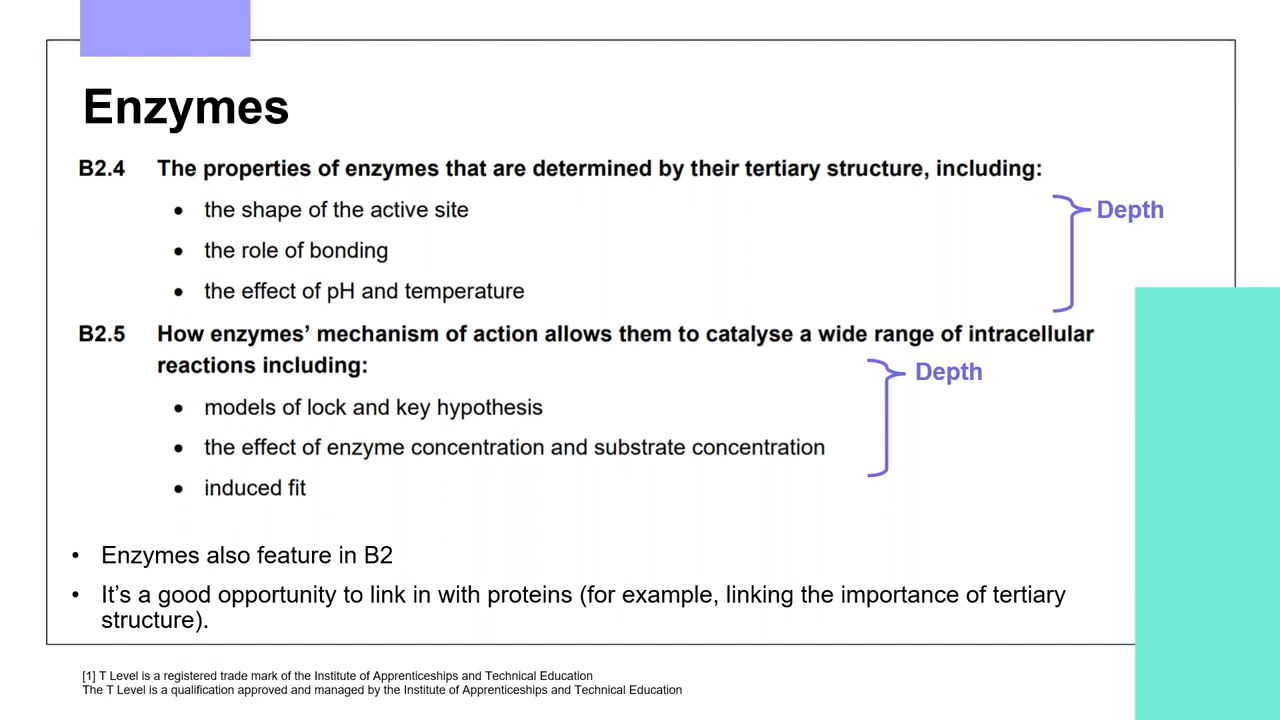 Enzymes
B2.4 The properties of enzymes that are determined by their tertiary structure, including:
• the shape of the active site
Depth
• the role of bonding
• the effect of pH and temperature
B2.5 How enzymes’ mechanism of action allows them to catalyse a wide range of intracellular
reactions including:
Depth
• models of lock and key hypothesis
• the effect of enzyme concentration and substrate concentration
• induced fit
• Enzymes also feature in B2
• It’s a good opportunity to link in with proteins (for example, linking the importance of tertiary
structure).
[1] T Level is a registered trade mark of the Institute of Apprenticeships and Technical Education
The T Level is a qualification approved and managed by the Institute of Apprenticeships and Technical Education